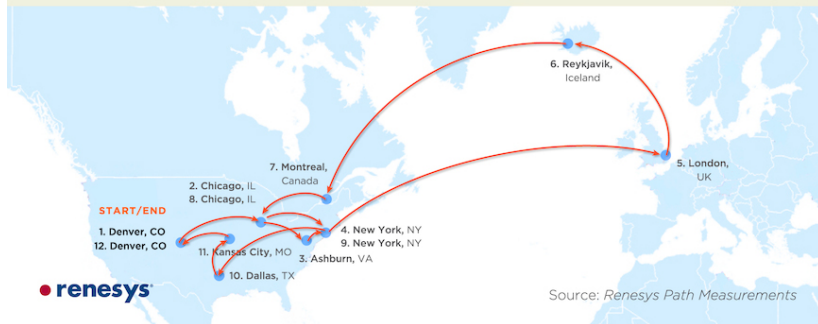 6. Reykjavik,
Iceland
7. Montreal,
Canada
5. London,
UK
2. Chicago, IL
8. Chicago, IL
START/END
1. Denver, CO
12. Denver, CO
4. New York, NY
9. New York, NY
11. Kansas City, MO
3. Ashburn, VA
10. Dallas, TX
renesys
Source: Renesys Path Measurements